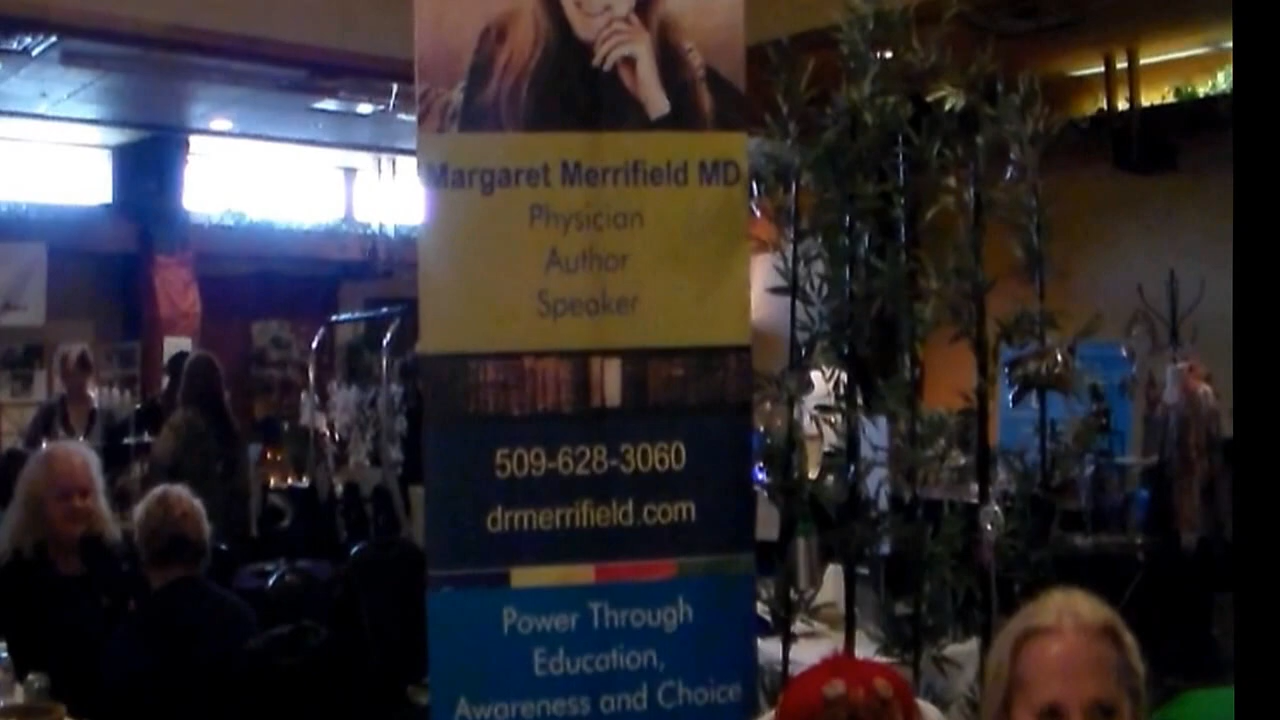 Margaret Merrifield MD
Physician
Author
Speaker
509-628-3060
drmerrifield.com
Power Through
Education,
Awareness and Choice